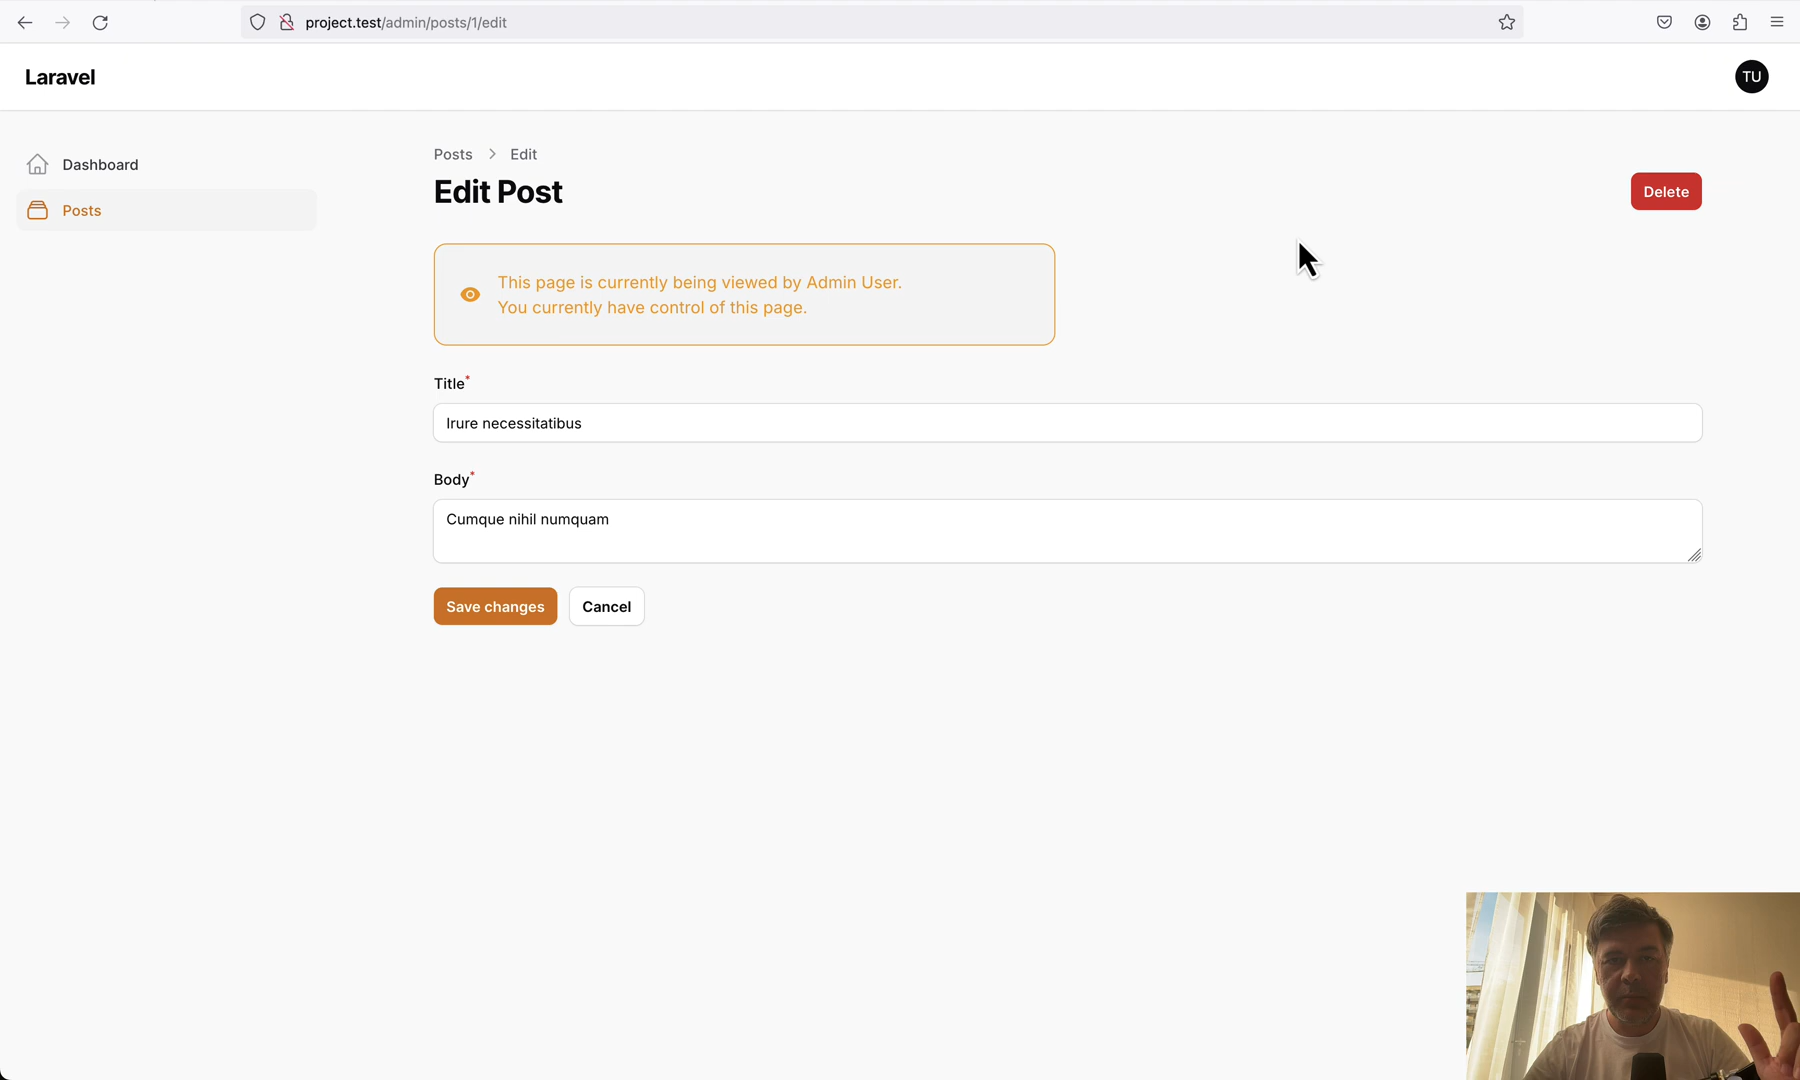 project.test/admin/posts/1/edit
Laravel
TU
Dashboard
Posts
Posts > Edit
Edit Post
Delete
This page is currently being viewed by Admin User.
You currently have control of this page.
Title*
Irure necessitatibus
Body*
Cumque nihil numquam
Save changes
Cancel